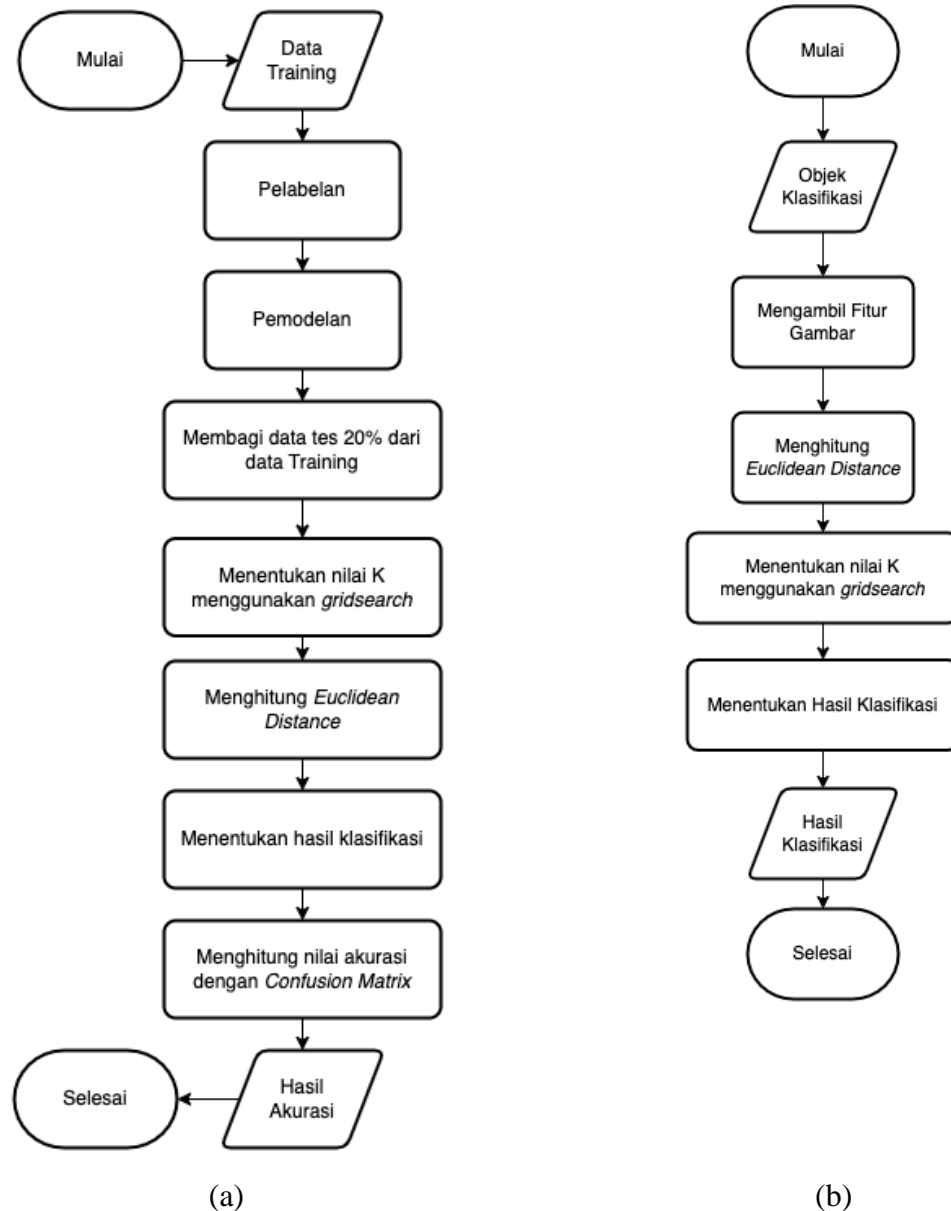 Mulai
Data
Training
Pelabelan
Pemodelan
Membagi data tes 20% dari
data Training
Menentukan nilai K
menggunakan gridsearch
Menghitung Euclidean
Distance
Menentukan hasil klasifikasi
Menghitung nilai akurasi
dengan Confusion Matrix
Hasil
Akurasi
Selesai
(a)
Mulai
Objek
Klasifikasi
Mengambil Fitur
Gambar
Menghitung
Euclidean Distance
Menentukan nilai K
menggunakan gridsearch
Menentukan Hasil Klasifikasi
Hasil
Klasifikasi
Selesai
(b)